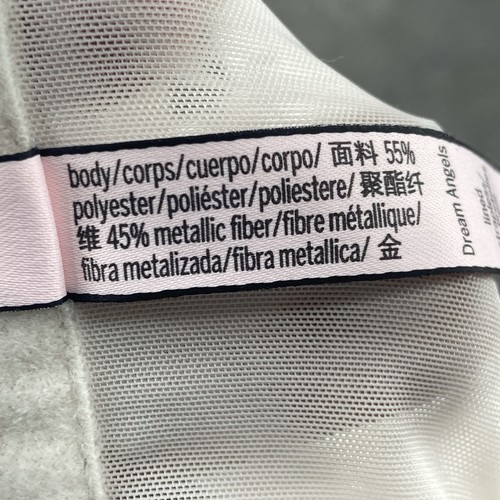 body/corps/cuerpo/corpo/ 面料 55%
polyester/poliéster/poliestere/ 聚酯纤
维 45% metallic fiber/fibre métallique/
fibra metalizada/fibra metallica/ 金
Dream Angels
lined